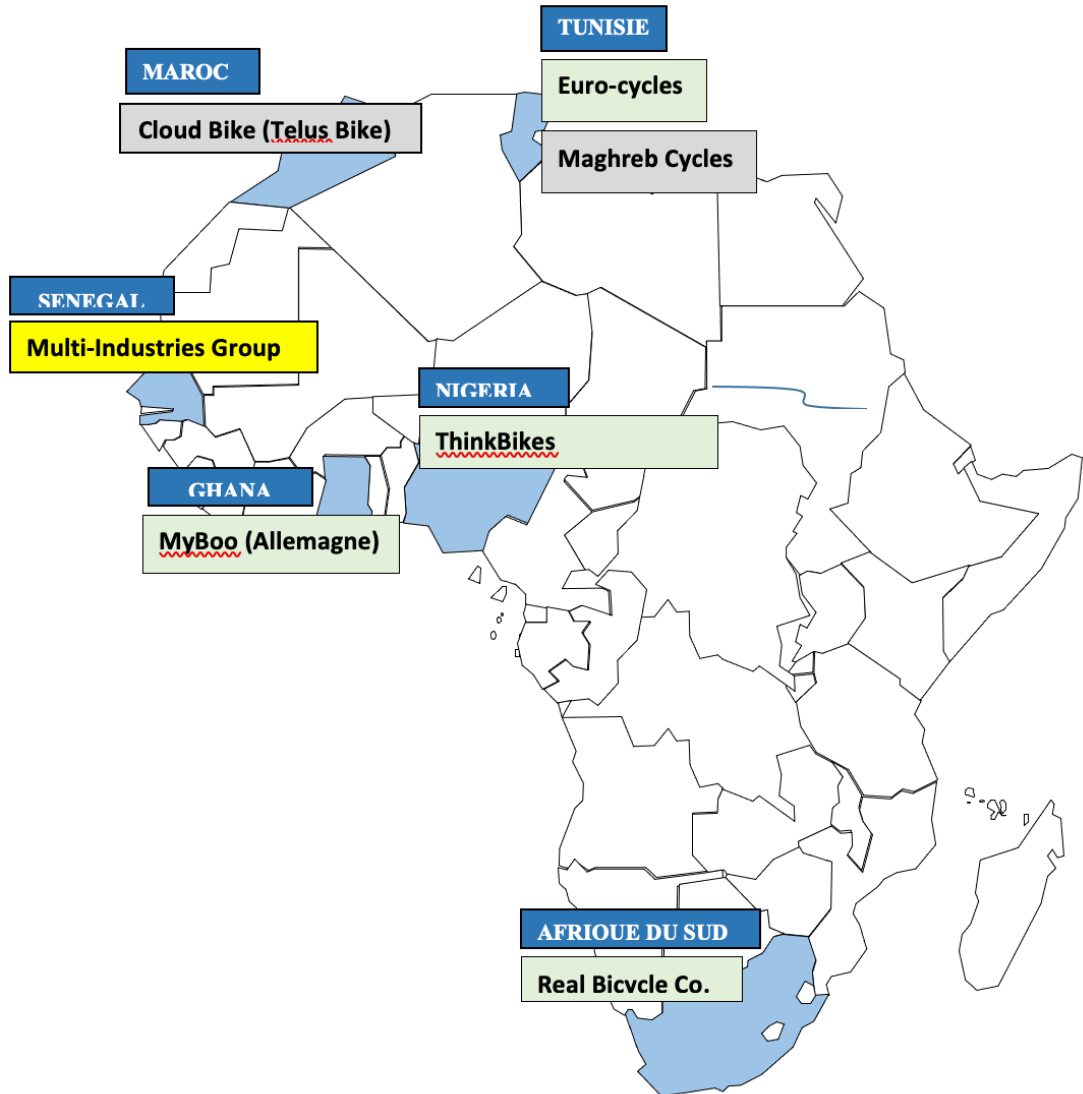 TUNISIE
Euro-cycles
Maghreb Cycles
MAROC
Cloud Bike (Telus Bike)
SENEGAL
Multi-Industries Group
NIGERIA
ThinkBikes
GHANA
MyBoo (Allemagne)
AFRIQUE DU SUD
Real Bicycle Co.